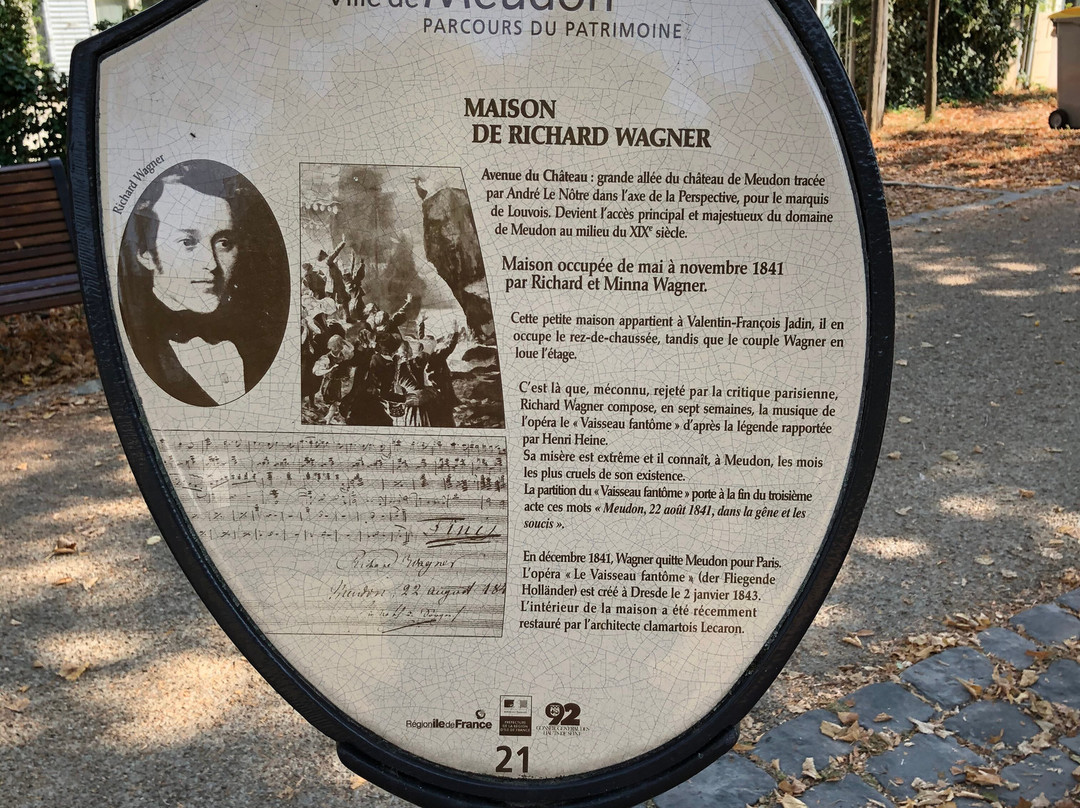 Ville de Meudon
PARCOURS DU PATRIMOINE
MAISON
DE RICHARD WAGNER
Richard Wagner
Avenue du Château : grande allée du château de Meudon tracée
par André Le Nôtre dans l'axe de la Perspective, pour le marquis
de Louvois. Devient l'accès principal et majestueux du domaine
de Meudon au milieu du XIXe siècle.
Maison occupée de mai à novembre 1841
par Richard et Minna Wagner.
Cette petite maison appartient à Valentin-François Jadin, il en
occupe le rez-de-chaussée, tandis que le couple Wagner en
loue l'étage.
C'est là que, méconnu, rejeté par la critique parisienne,
Richard Wagner compose, en sept semaines, la musique de
l'opéra le « Vaisseau fantôme » d'après la légende rapportée
par Henri Heine.
Sa misère est extrême et il connaît, à Meudon, les mois
les plus cruels de son existence.
La partition du « Vaisseau fantôme » porte à la fin du troisième
acte ces mots « Meudon, 22 août 1841, dans la gêne et les
soucis ».
En décembre 1841, Wagner quitte Meudon pour Paris.
L'opéra « Le Vaisseau fantôme » (der Fliegende
Holländer) est créé à Dresde le 2 janvier 1843.
L'intérieur de la maison a été récemment
restauré par l'architecte clamartois Lecaron.
Finis
Richard Wagner
Meudon, 22 august 184
Région île de France
92
21